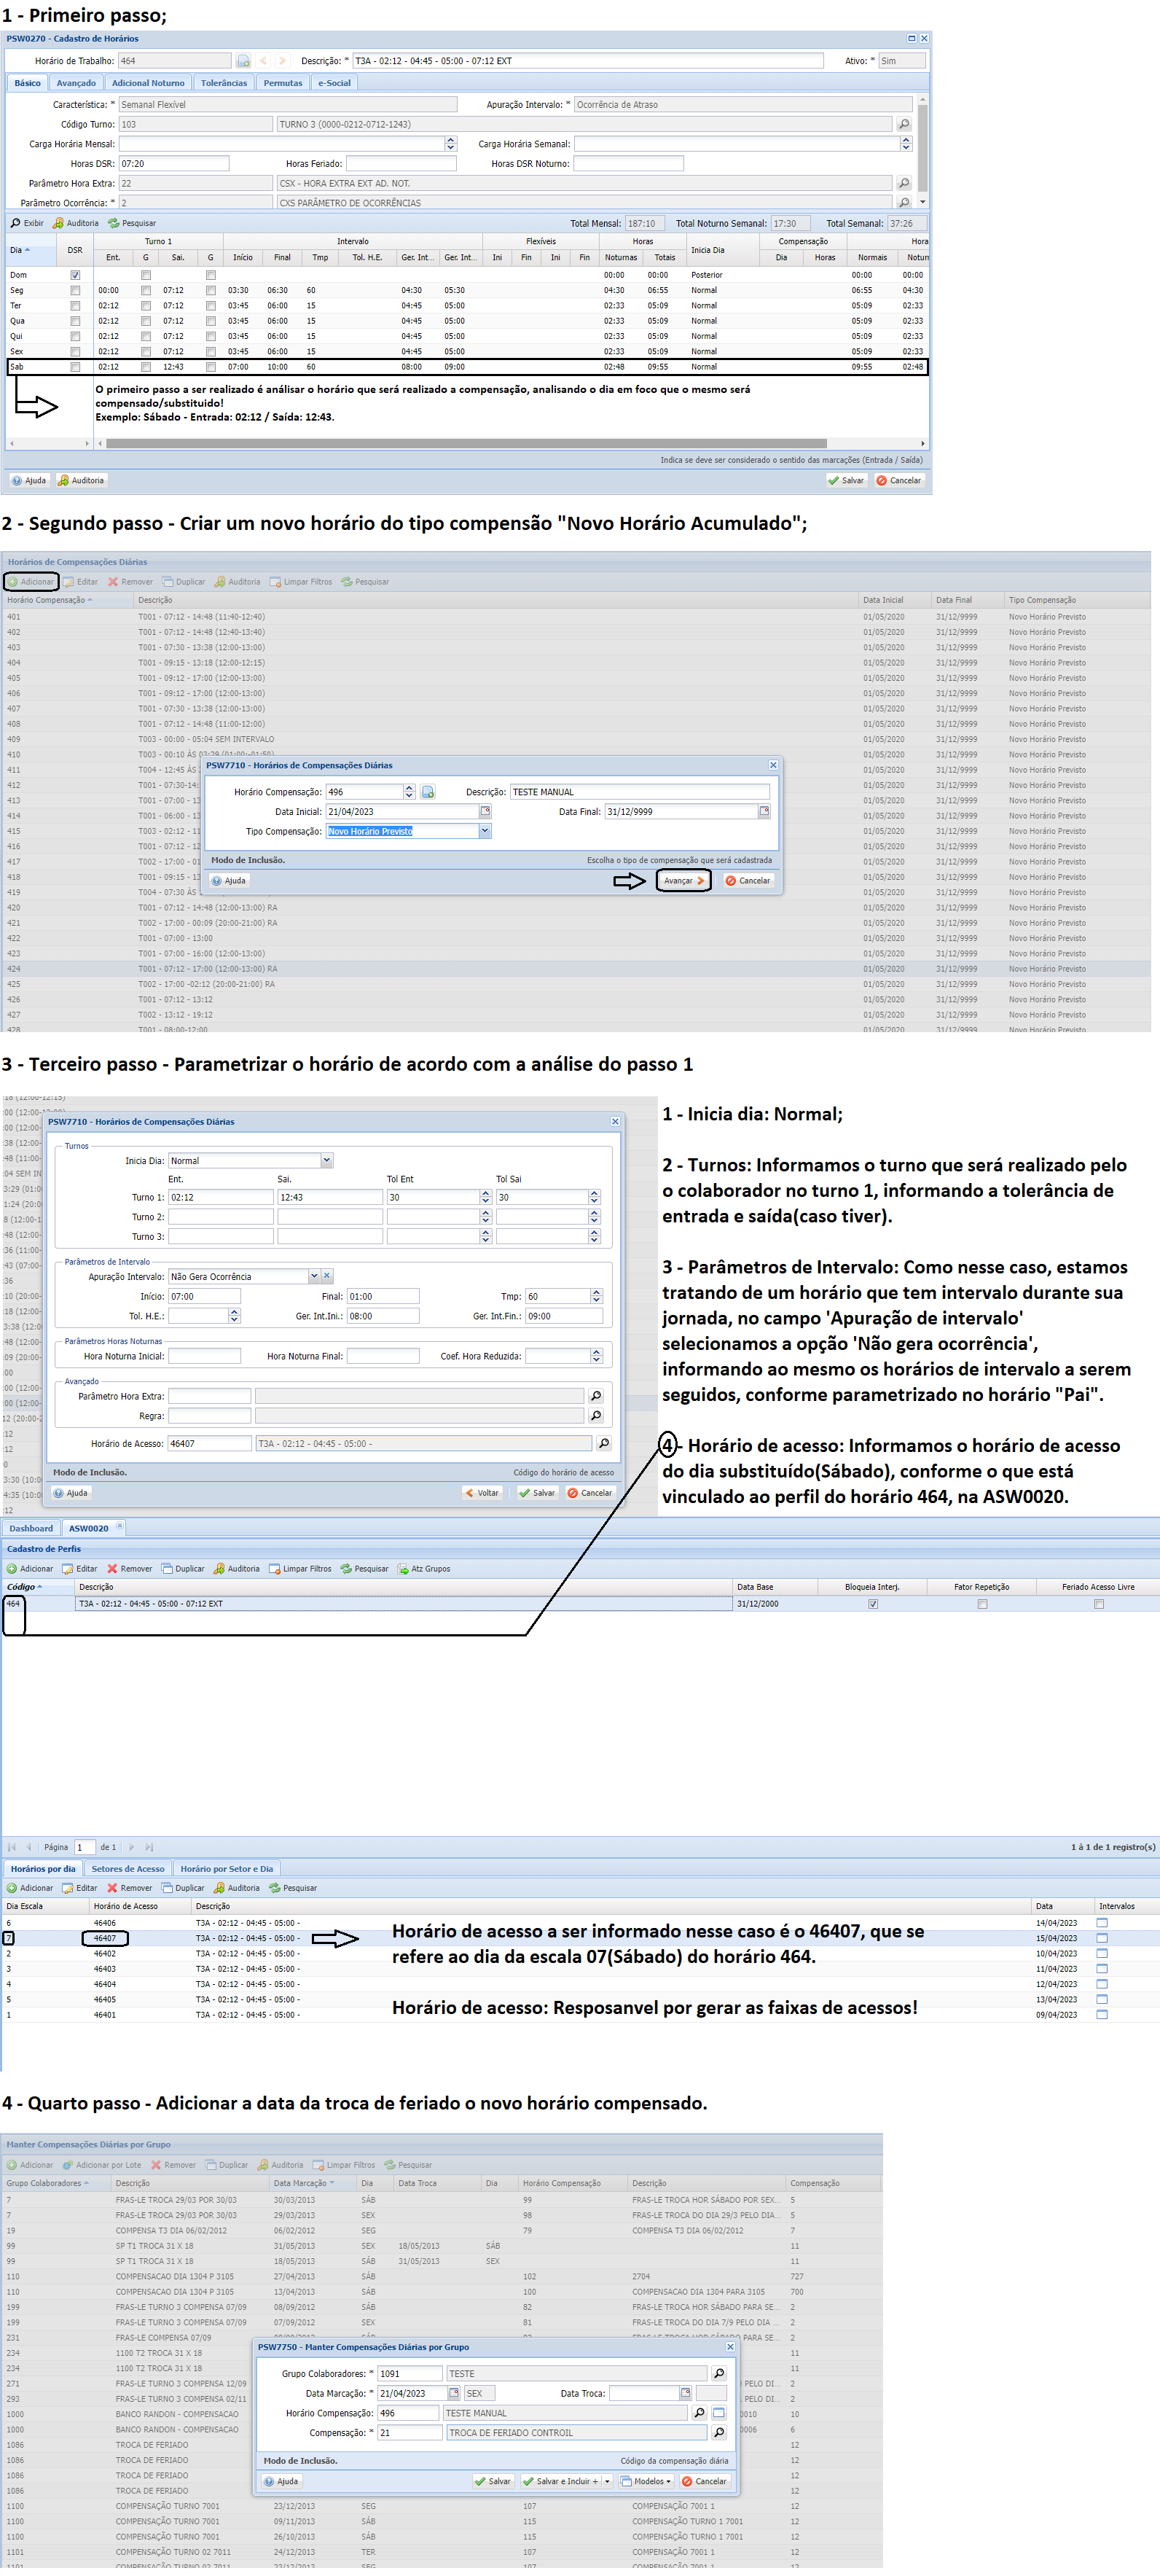 1 - Primeiro passo;
PSW0270 - Cadastro de Horários
Horário de Trabalho: 464 Descrição: * T3A - 02:12 - 04:45 - 05:00 - 07:12 EXT Ativo: * Sim
Básico Avançado Adicional Noturno Tolerâncias Permutas e-Social
Característica: * Semanal Flexível Apuração Intervalo: * Ocorrência de Atraso
Código Turno: 103 TURNO 3 (0000-0212-0712-1243)
Carga Horária Mensal: Carga Horária Semanal:
Horas DSR: 07:20 Horas Feriado: Horas DSR Noturno:
Parâmetro Hora Extra: 22 CSX - HORA EXTRA EXT AD. NOT.
Parâmetro Ocorrência: * 2 CXS PARÂMETRO DE OCORRÊNCIAS
Exibir Auditoria Pesquisar Total Mensal: 187:10 Total Noturno Semanal: 17:30 Total Semanal: 37:26
Dia DSR Turno 1 Intervalo Flexíveis Horas Inicia Dia Compensação Hora
Ent. G Sai. G Início Final Tmp Tol. H.E. Ger. Int... Ger. Int... Ini Fin Ini Fin Noturnas Totais Dia Horas Normais Noturn
Dom 00:00 00:00 Posterior 00:00 00:00
Seg 00:00 07:12 03:30 06:30 60 04:30 05:30 04:30 06:55 Normal 06:55 04:30
Ter 02:12 07:12 03:45 06:00 15 04:45 05:00 02:33 05:09 Normal 05:09 02:33
Qua 02:12 07:12 03:45 06:00 15 04:45 05:00 02:33 05:09 Normal 05:09 02:33
Qui 02:12 07:12 03:45 06:00 15 04:45 05:00 02:33 05:09 Normal 05:09 02:33
Sex 02:12 07:12 03:45 06:00 15 04:45 05:00 02:33 05:09 Normal 05:09 02:33
Sab 02:12 12:43 07:00 10:00 60 08:00 09:00 02:48 09:55 Normal 09:55 02:48
O primeiro passo a ser realizado é análisar o horário que será realizado a compensação, analisando o dia em foco que o mesmo será
compensado/substituido!
Exemplo: Sábado - Entrada: 02:12 / Saída: 12:43.
Indica se deve ser considerado o sentido das marcações (Entrada / Saída)
Ajuda Auditoria Salvar Cancelar
2 - Segundo passo - Criar um novo horário do tipo compensão "Novo Horário Acumulado";
Horários de Compensações Diárias
Adicionar Editar Remover Duplicar Auditoria Limpar Filtros Pesquisar
Horário Compensação Descrição Data Inicial Data Final Tipo Compensação
401 T001 - 07:12 - 14:48 (11:40-12:40) 01/05/2020 31/12/9999 Novo Horário Previsto
402 T001 - 07:12 - 14:48 (12:40-13:40) 01/05/2020 31/12/9999 Novo Horário Previsto
403 T001 - 07:30 - 13:38 (12:00-13:00) 01/05/2020 31/12/9999 Novo Horário Previsto
404 T001 - 09:15 - 13:18 (12:00-12:15) 01/05/2020 31/12/9999 Novo Horário Previsto
405 T001 - 09:12 - 17:00 (12:00-13:00) 01/05/2020 31/12/9999 Novo Horário Previsto
406 T001 - 09:12 - 17:00 (12:00-13:00) 01/05/2020 31/12/9999 Novo Horário Previsto
407 T001 - 07:30 - 13:38 (12:00-13:00) 01/05/2020 31/12/9999 Novo Horário Previsto
408 T001 - 07:12 - 14:48 (11:00-12:00) 01/05/2020 31/12/9999 Novo Horário Previsto
409 T003 - 00:00 - 05:04 SEM INTERVALO 01/05/2020 31/12/9999 Novo Horário Previsto
410 T003 - 00:10 ÀS 03:29 (01:00-01:50) 01/05/2020 31/12/9999 Novo Horário Previsto
411 T004 - 12:45 ÀS 01/05/2020 31/12/9999 Novo Horário Previsto
412 T001 - 07:30-14: 01/05/2020 31/12/9999 Novo Horário Previsto
413 T001 - 07:00 - 13 01/05/2020 31/12/9999 Novo Horário Previsto
414 T001 - 06:00 - 13 01/05/2020 31/12/9999 Novo Horário Previsto
415 T003 - 02:12 - 11 01/05/2020 31/12/9999 Novo Horário Previsto
416 T001 - 07:12 - 12 01/05/2020 31/12/9999 Novo Horário Previsto
417 T002 - 17:00 - 01 01/05/2020 31/12/9999 Novo Horário Previsto
418 T001 - 09:15 - 13 01/05/2020 31/12/9999 Novo Horário Previsto
419 T004 - 07:30 ÀS 01/05/2020 31/12/9999 Novo Horário Previsto
420 T001 - 07:12 - 14:48 (12:00-13:00) RA 01/05/2020 31/12/9999 Novo Horário Previsto
421 T002 - 17:00 - 00:09 (20:00-21:00) RA 01/05/2020 31/12/9999 Novo Horário Previsto
422 T001 - 07:00 - 13:00 01/05/2020 31/12/9999 Novo Horário Previsto
423 T001 - 07:00 - 16:00 (12:00-13:00) 01/05/2020 31/12/9999 Novo Horário Previsto
424 T001 - 07:12 - 17:00 (12:00-13:00) RA 01/05/2020 31/12/9999 Novo Horário Previsto
425 T002 - 17:00 -02:12 (20:00-21:00) RA 01/05/2020 31/12/9999 Novo Horário Previsto
426 T001 - 07:12 - 13:12 01/05/2020 31/12/9999 Novo Horário Previsto
427 T002 - 13:12 - 19:12 01/05/2020 31/12/9999 Novo Horário Previsto
428 T001 - 08:00-12:00 01/05/2020 31/12/9999 Novo Horário Previsto
PSW7710 - Horários de Compensações Diárias
Horário Compensação: 496 Descrição: TESTE MANUAL
Data Inicial: 21/04/2023 Data Final: 31/12/9999
Tipo Compensação: Novo Horário Previsto
Modo de Inclusão. Escolha o tipo de compensação que será cadastrada
Ajuda Avançar Cancelar
3 - Terceiro passo - Parametrizar o horário de acordo com a análise do passo 1
PSW7710 - Horários de Compensações Diárias
Turnos
Inicia Dia: Normal
Ent. Sai. Tol Ent Tol Sai
Turno 1: 02:12 12:43 30 30
Turno 2:
Turno 3:
Parâmetros de Intervalo
Apuração Intervalo: Não Gera Ocorrência
Início: 07:00 Final: 01:00 Tmp: 60
Tol. H.E.: Ger. Int.Ini.: 08:00 Ger. Int.Fin.: 09:00
Parâmetros Horas Noturnas
Hora Noturna Inicial: Hora Noturna Final: Coef. Hora Reduzida:
Avançado
Parâmetro Hora Extra:
Regra:
Horário de Acesso: 46407 T3A - 02:12 - 04:45 - 05:00 -
Modo de Inclusão. Código do horário de acesso
Ajuda Voltar Salvar Cancelar
1 - Inicia dia: Normal;
2 - Turnos: Informamos o turno que será realizado pelo
o colaborador no turno 1, informando a tolerância de
entrada e saída(caso tiver).
3 - Parâmetros de Intervalo: Como nesse caso, estamos
tratando de um horário que tem intervalo durante sua
jornada, no campo 'Apuração de intervalo'
selecionamos a opção 'Não gera ocorrência',
informando ao mesmo os horários de intervalo a serem
seguidos, conforme parametrizado no horário "Pai".
4 - Horário de acesso: Informamos o horário de acesso
do dia substituído(Sábado), conforme o que está
vinculado ao perfil do horário 464, na ASW0020.
Dashboard ASW0020
Cadastro de Perfis
Adicionar Editar Remover Duplicar Auditoria Limpar Filtros Pesquisar Atz Grupos
Código Descrição Data Base Bloqueia Interj. Fator Repetição Feriado Acesso Livre
464 T3A - 02:12 - 04:45 - 05:00 - 07:12 EXT 31/12/2000
Página 1 de 1 1 à 1 de 1 registro(s)
Horários por dia Setores de Acesso Horário por Setor e Dia
Adicionar Editar Remover Duplicar Auditoria Pesquisar
Dia Escala Horário de Acesso Descrição Data Intervalos
6 46406 T3A - 02:12 - 04:45 - 05:00 - 14/04/2023
7 46407 T3A - 02:12 - 04:45 - 05:00 - 15/04/2023
2 46402 T3A - 02:12 - 04:45 - 05:00 - 10/04/2023
3 46403 T3A - 02:12 - 04:45 - 05:00 - 11/04/2023
4 46404 T3A - 02:12 - 04:45 - 05:00 - 12/04/2023
5 46405 T3A - 02:12 - 04:45 - 05:00 - 13/04/2023
1 46401 T3A - 02:12 - 04:45 - 05:00 - 09/04/2023
Horário de acesso a ser informado nesse caso é o 46407, que se
refere ao dia da escala 07(Sábado) do horário 464.
Horário de acesso: Resposanvel por gerar as faixas de acessos!
4 - Quarto passo - Adicionar a data da troca de feriado o novo horário compensado.
Manter Compensações Diárias por Grupo
Adicionar Adicionar por Lote Remover Duplicar Auditoria Limpar Filtros Pesquisar
Grupo Colaboradores Descrição Data Marcação Dia Data Troca Dia Horário Compensação Descrição Compensação
7 FRAS-LE TROCA 29/03 POR 30/03 30/03/2013 SÁB 99 FRAS-LE TROCA HOR SÁBADO POR SEX... 5
7 FRAS-LE TROCA 29/03 POR 30/03 29/03/2013 SEX 98 FRAS-LE TROCA DO DIA 29/3 PELO DIA... 5
19 COMPENSA T3 DIA 06/02/2012 06/02/2012 SEG 79 COMPENSA T3 DIA 06/02/2012 7
99 SP T1 TROCA 31 X 18 31/05/2013 SEX 18/05/2013 SÁB 11
99 SP T1 TROCA 31 X 18 18/05/2013 SÁB 31/05/2013 SEX 11
110 COMPENSACAO DIA 1304 P 3105 27/04/2013 SÁB 102 2704 727
110 COMPENSACAO DIA 1304 P 3105 13/04/2013 SÁB 100 COMPENSACAO DIA 1304 PARA 3105 700
199 FRAS-LE TURNO 3 COMPENSA 07/09 08/09/2012 SÁB 82 FRAS-LE TROCA HOR SÁBADO PARA SE... 2
199 FRAS-LE TURNO 3 COMPENSA 07/09 07/09/2012 SEX 81 FRAS-LE TROCA DO DIA 7/9 PELO DIA ... 2
231 FRAS-LE COMPENSA 07/09 2
234 1100 T2 TROCA 31 X 18 11
234 1100 T2 TROCA 31 X 18 11
271 FRAS-LE TURNO 3 COMPENSA 12/09 PELO DI... 2
293 FRAS-LE TURNO 3 COMPENSA 02/11 PELO DI... 2
1000 BANCO RANDON - COMPENSACAO 0010 10
1000 BANCO RANDON - COMPENSACAO 0006 6
1086 TROCA DE FERIADO 12
1086 TROCA DE FERIADO 12
1086 TROCA DE FERIADO 12
1086 TROCA DE FERIADO 12
1100 COMPENSAÇÃO TURNO 7001 23/12/2013 SEG 107 COMPENSAÇÃO 7001 1 12
1100 COMPENSAÇÃO TURNO 7001 09/11/2013 SÁB 115 COMPENSAÇÃO TURNO 1 7001 12
1100 COMPENSAÇÃO TURNO 7001 26/10/2013 SÁB 115 COMPENSAÇÃO TURNO 1 7001 12
1101 COMPENSAÇÃO TURNO 02 7011 24/12/2013 TER 107 COMPENSAÇÃO 7001 1 12
1101 COMPENSAÇÃO TURNO 02 7011 23/12/2013 SEG 107 COMPENSAÇÃO 7001 1 12
PSW7750 - Manter Compensações Diárias por Grupo
Grupo Colaboradores: * 1091 TESTE
Data Marcação: * 21/04/2023 SEX Data Troca:
Horário Compensação: 496 TESTE MANUAL
Compensação: * 21 TROCA DE FERIADO CONTROIL
Modo de Inclusão. Código da compensação diária
Ajuda Salvar Salvar e Incluir + Modelos Cancelar